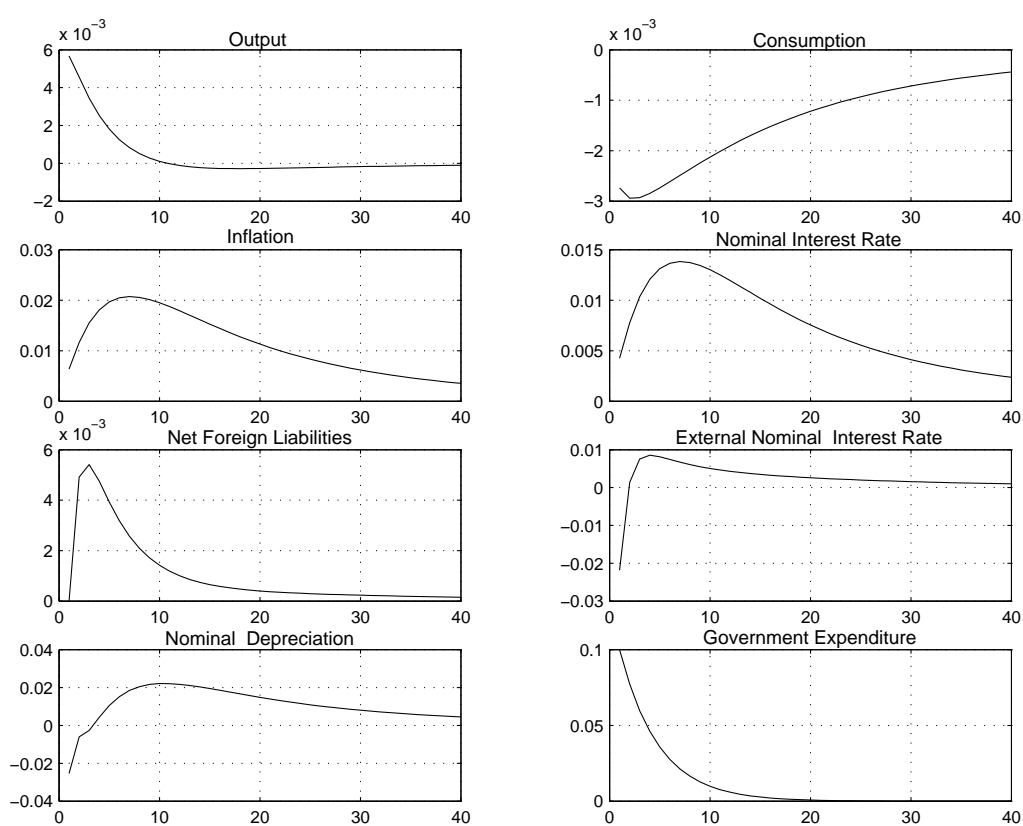 x 10⁻³
Output
6
4
2
0
−2
0 10 20 30 40
x 10⁻³
Consumption
0
−1
−2
−3
0 10 20 30 40
Inflation
0.03
0.02
0.01
0
0 10 20 30 40
Nominal Interest Rate
0.015
0.01
0.005
0
0 10 20 30 40
x 10⁻³
Net Foreign Liabilities
6
4
2
0
0 10 20 30 40
External Nominal Interest Rate
0.01
0
−0.01
−0.02
−0.03
0 10 20 30 40
Nominal Depreciation
0.04
0.02
0
−0.02
−0.04
0 10 20 30 40
Government Expenditure
0.1
0.05
0
0 10 20 30 40